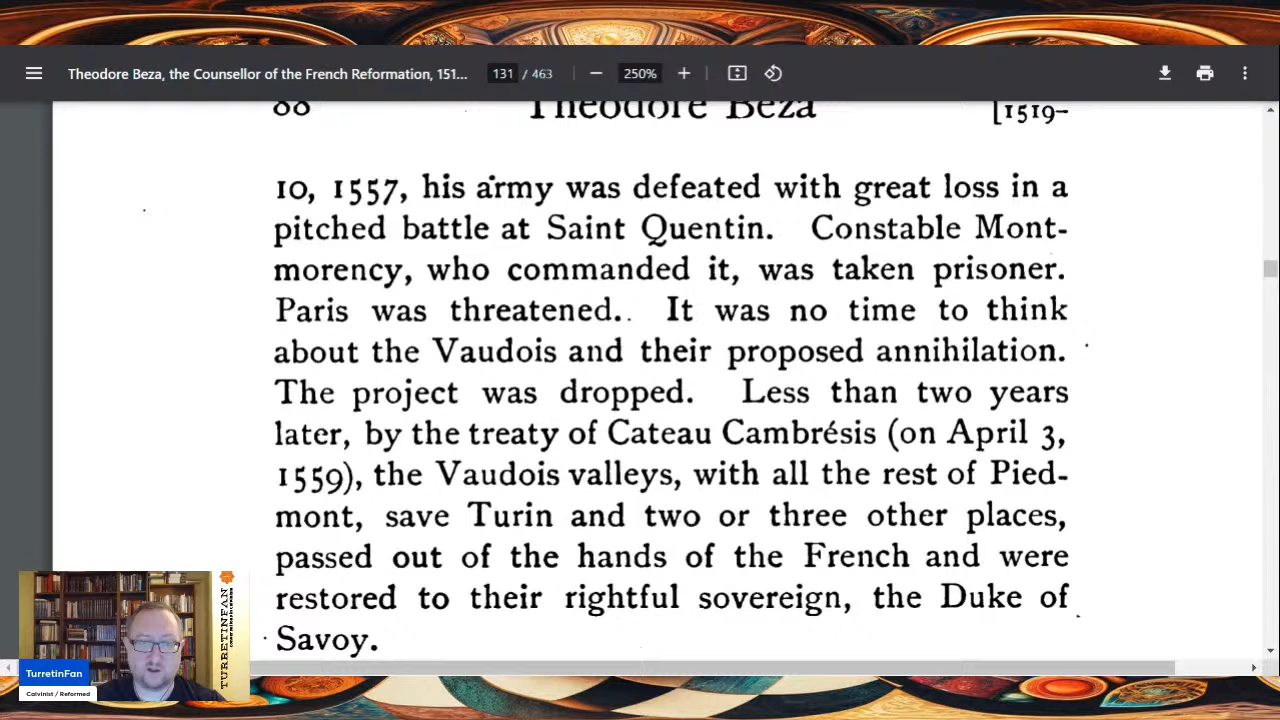 Theodore Beza, the Counsellor of the French Reformation, 151...
131 / 463
250%
88 Theodore Beza [1519-
10, 1557, his army was defeated with great loss in a
pitched battle at Saint Quentin. Constable Mont-
morency, who commanded it, was taken prisoner.
Paris was threatened. It was no time to think
about the Vaudois and their proposed annihilation.
The project was dropped. Less than two years
later, by the treaty of Cateau Cambrésis (on April 3,
1559), the Vaudois valleys, with all the rest of Pied-
mont, save Turin and two or three other places,
passed out of the hands of the French and were
restored to their rightful sovereign, the Duke of
Savoy.
TURRETINFAN
TurretinFan
Calvinist / Reformed